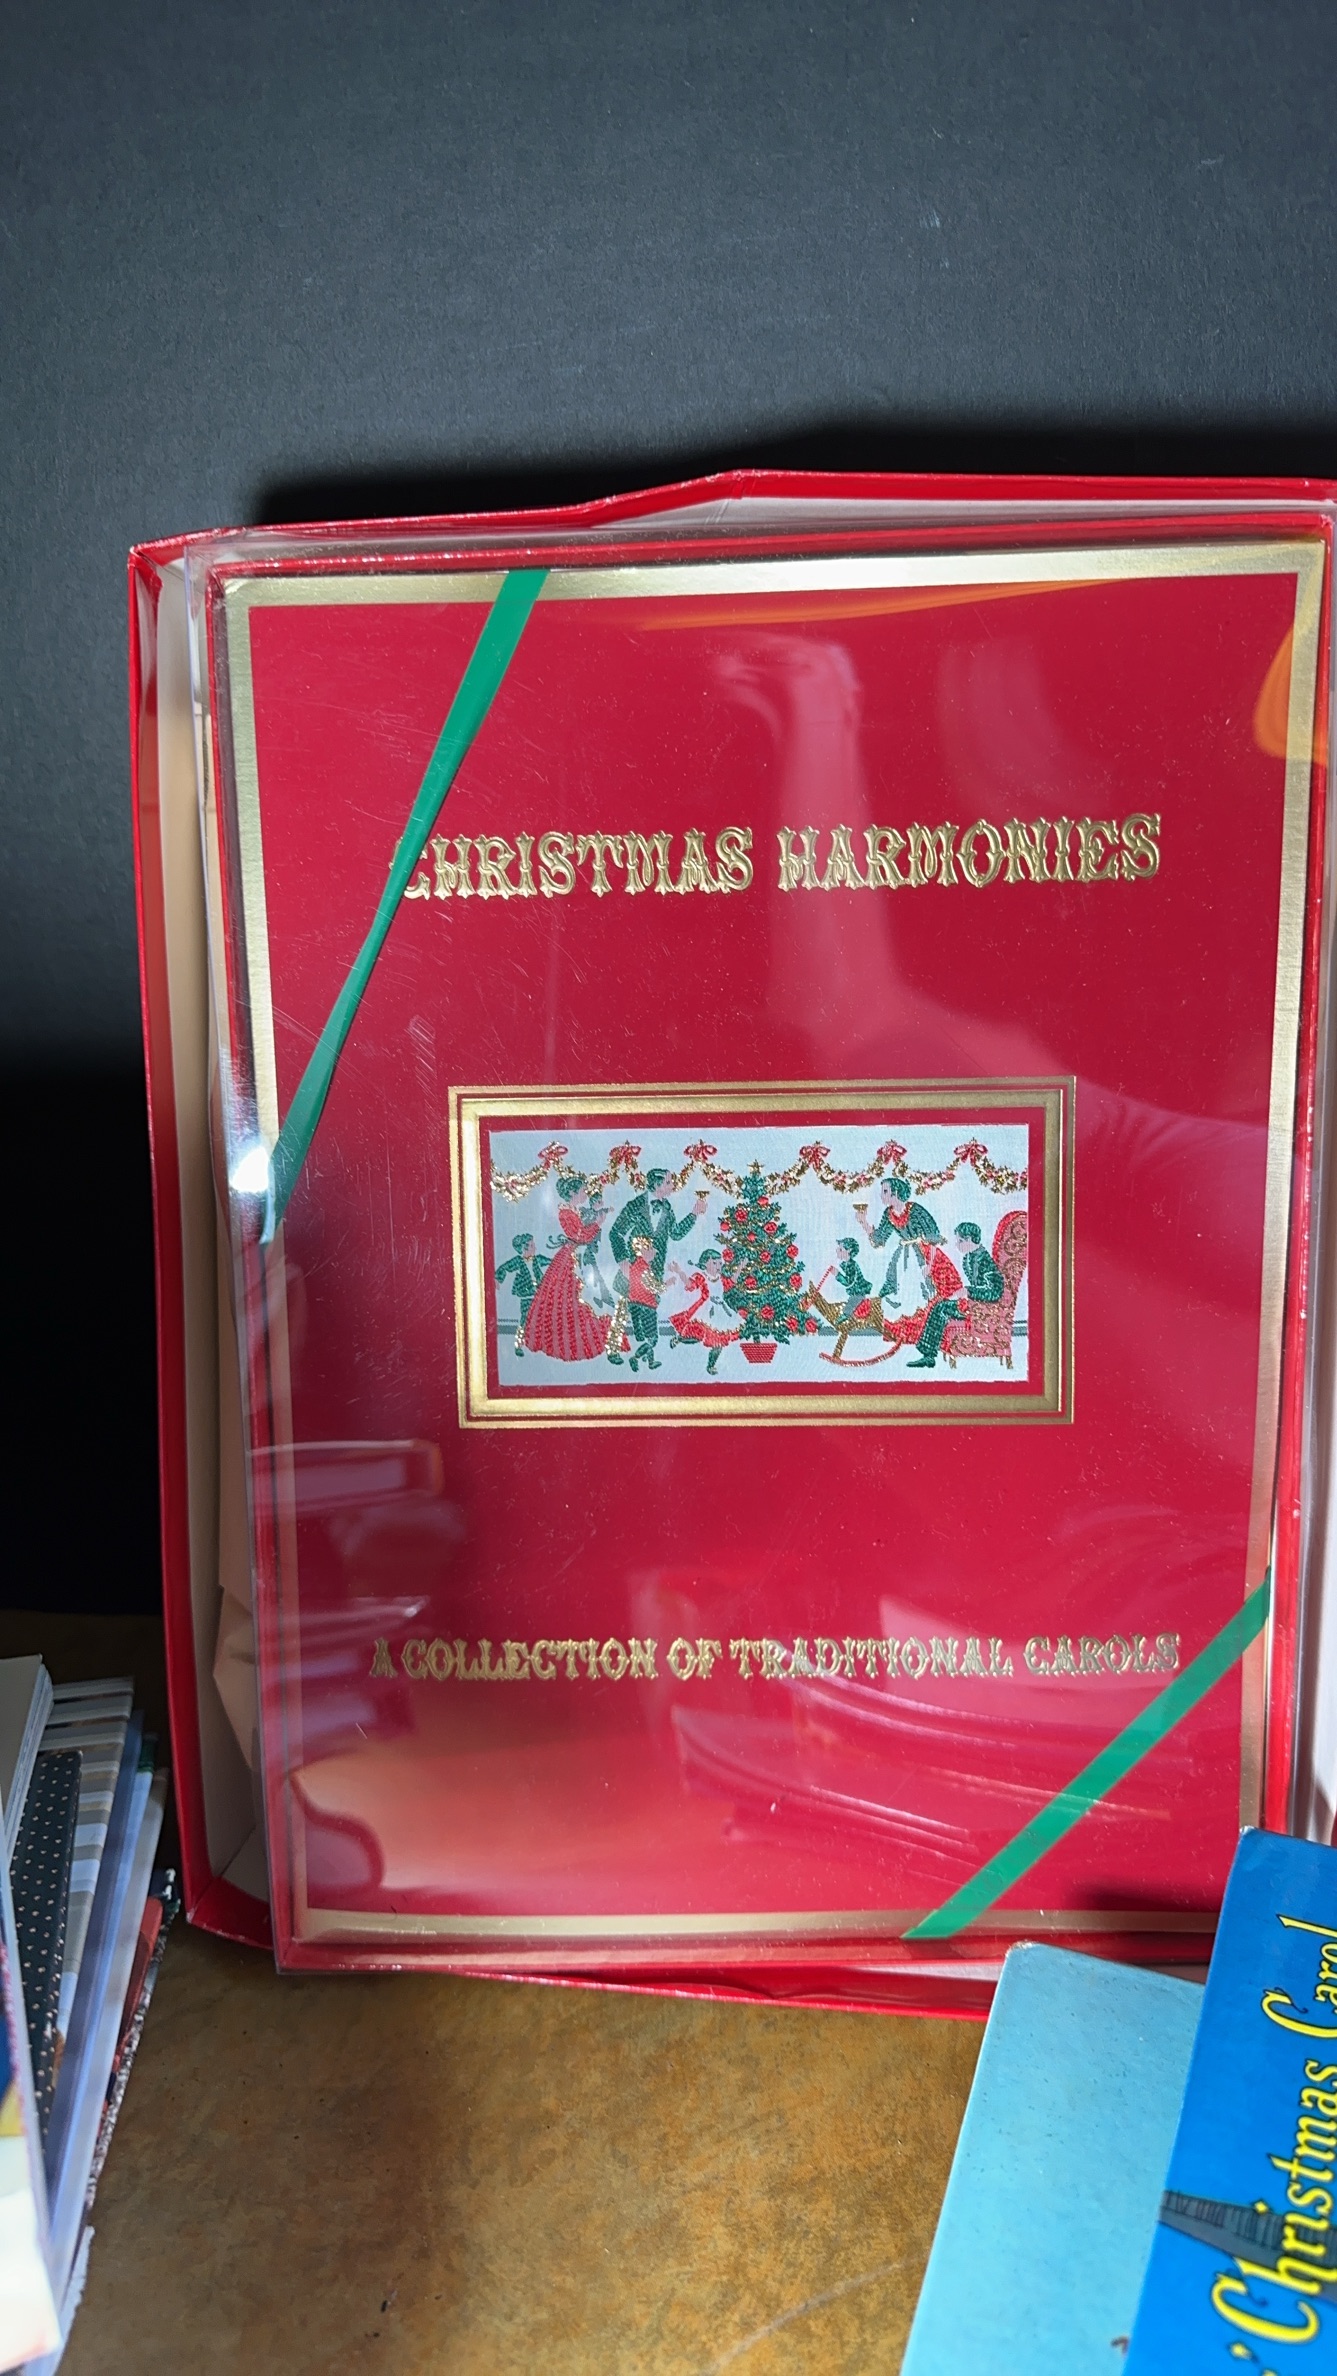 CHRISTMAS HARMONIES
A COLLECTION OF TRADITIONAL CAROLS
Christmas Carol